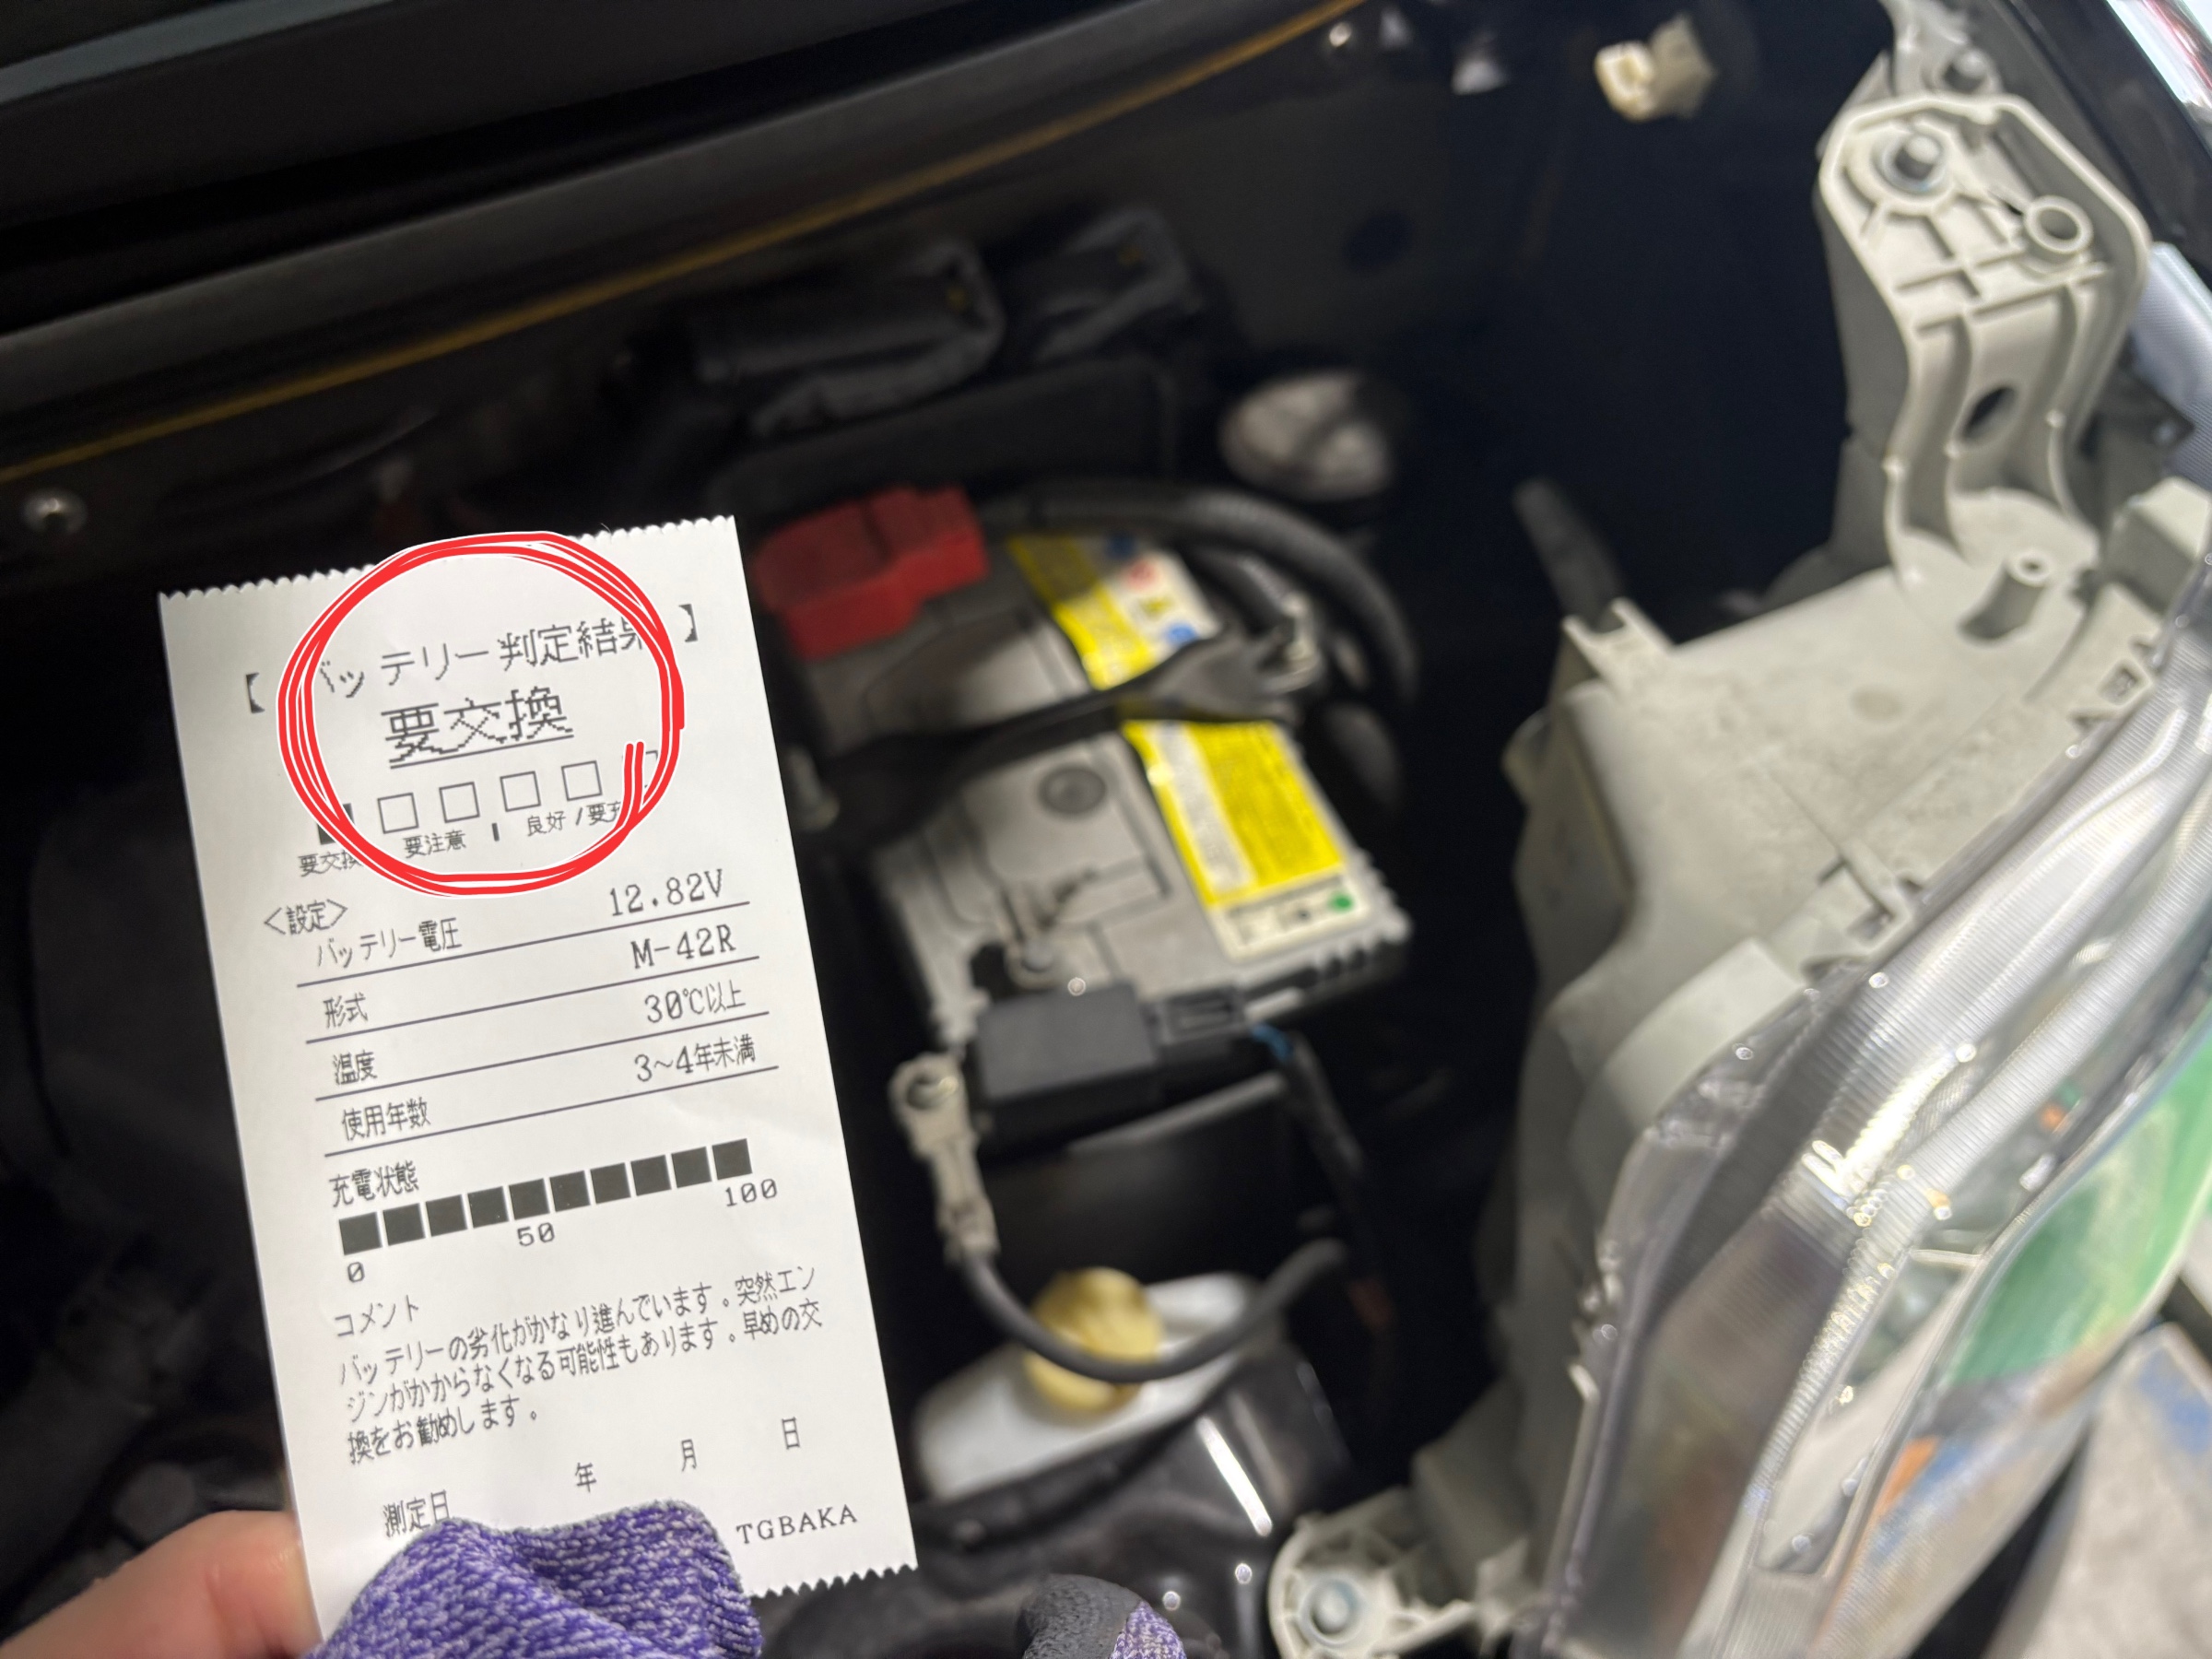 【バッテリー判定結果】
要交換
要交換 要注意 | 良好/要充
<設定>
バッテリー電圧 12.82V
形式 M-42R
温度 30℃以上
使用年数 3~4年未満
充電状態
0 50 100
コメント
バッテリーの劣化がかなり進んでいます。突然エン
ジンがかからなくなる可能性もあります。早めの交
換をお勧めします。
測定日 年 月 日
TGBAKA